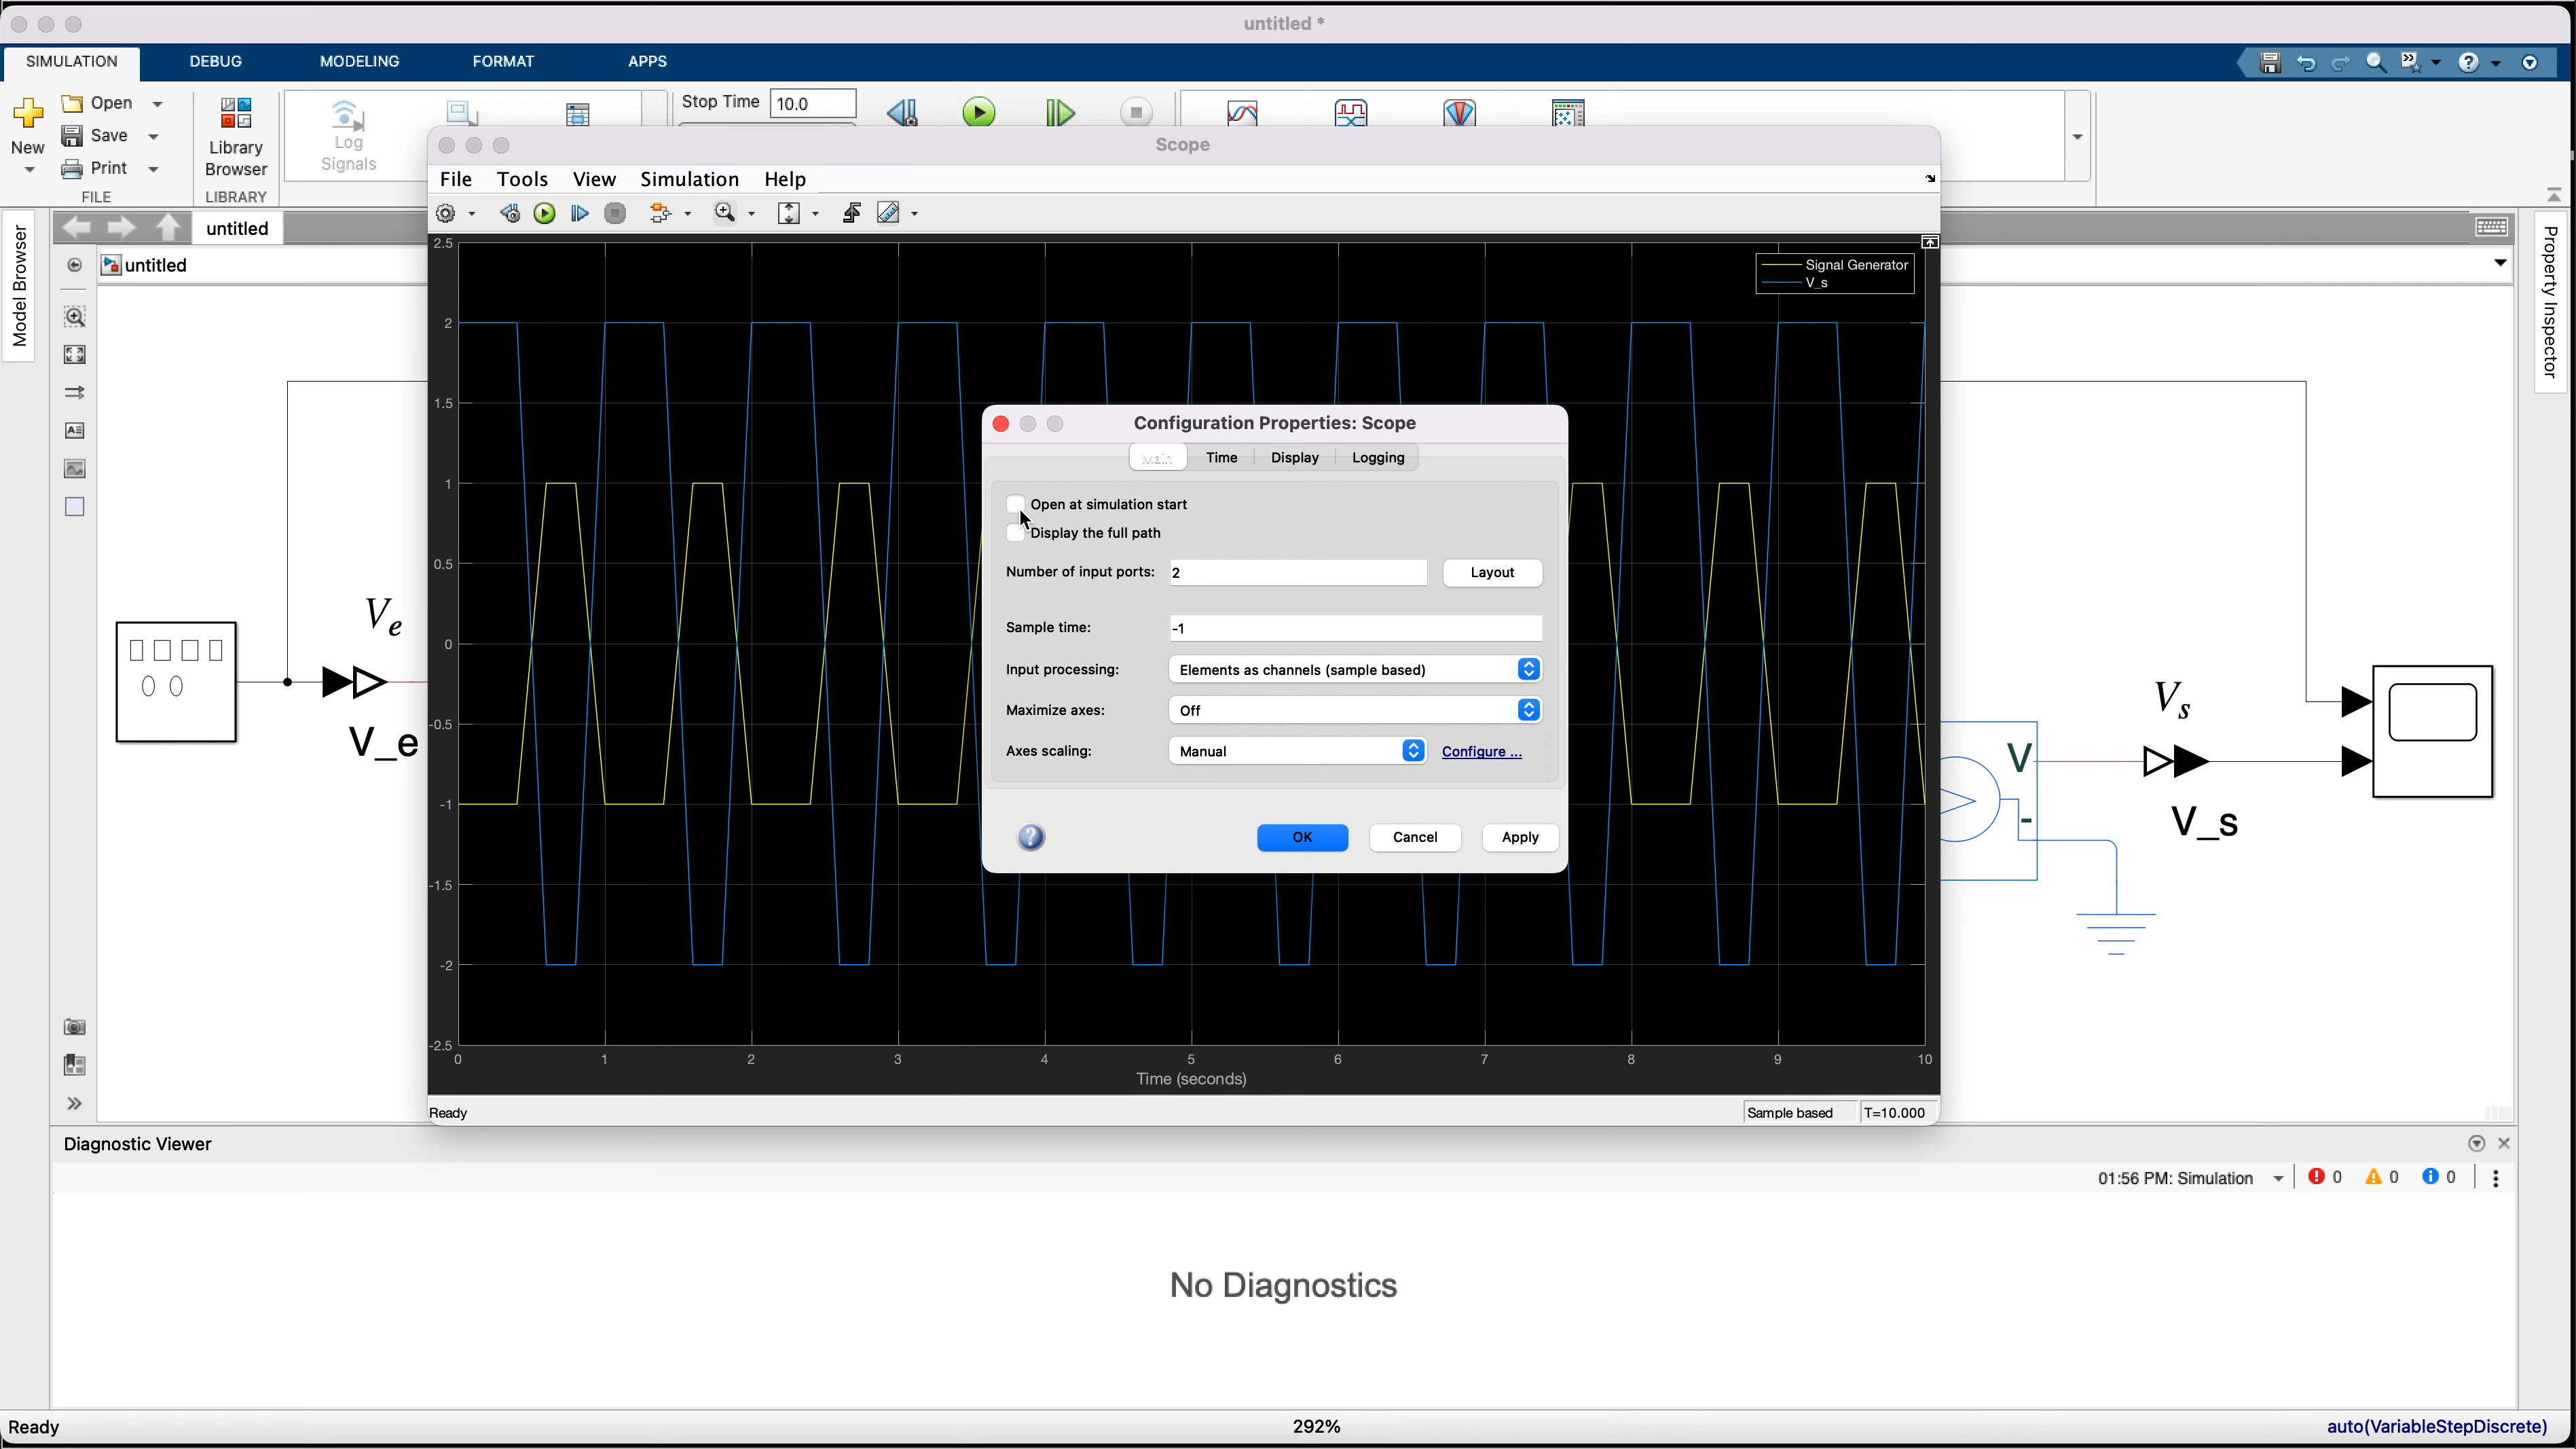 untitled *
SIMULATION DEBUG MODELING FORMAT APPS
New
Open
Save
Print
FILE
Library
Browser
LIBRARY
Log
Signals
Stop Time 10.0
Model Browser
Property Inspector
untitled
untitled
Scope
File Tools View Simulation Help
Signal Generator
V_s
2.5
2
1.5
1
0.5
0
-0.5
-1
-1.5
-2
-2.5
0 1 2 3 4 5 6 7 8 9 10
Time (seconds)
Ready
Sample based T=10.000
Configuration Properties: Scope
Main Time Display Logging
Open at simulation start
Display the full path
Number of input ports: 2 Layout
Sample time: -1
Input processing: Elements as channels (sample based)
Maximize axes: Off
Axes scaling: Manual Configure ...
OK Cancel Apply
Ve
V_e
V
-
Vs
V_s
Diagnostic Viewer
01:56 PM: Simulation 0 0 0
No Diagnostics
Ready 292% auto(VariableStepDiscrete)